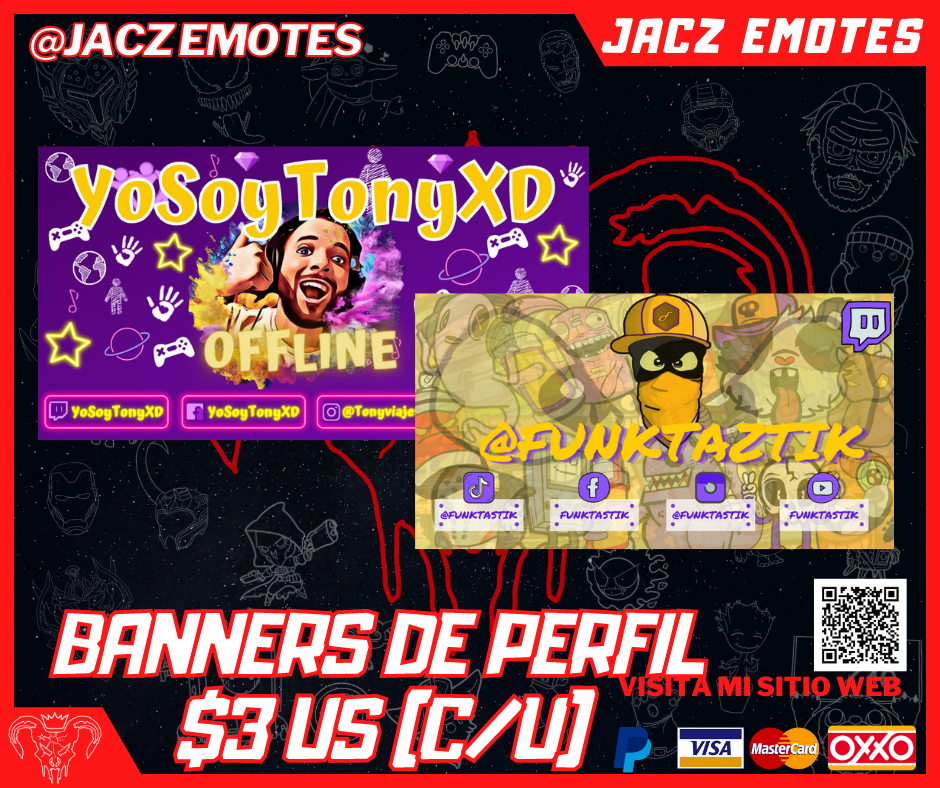 @JACZEMOTES
JACZ EMOTES
YoSoyTonyXD
OFFLINE
YoSoyTonyXD
YoSoyTonyXD
@Tonyviaje
@FUNKTAZTIK
@FUNKTASTIK
FUNKTASTIK
@FUNKTASTIK
FUNKTASTIK
BANNERS DE PERFIL
$3 US (C/U)
VISITA MI SITIO WEB
VISA
MasterCard
OXXO